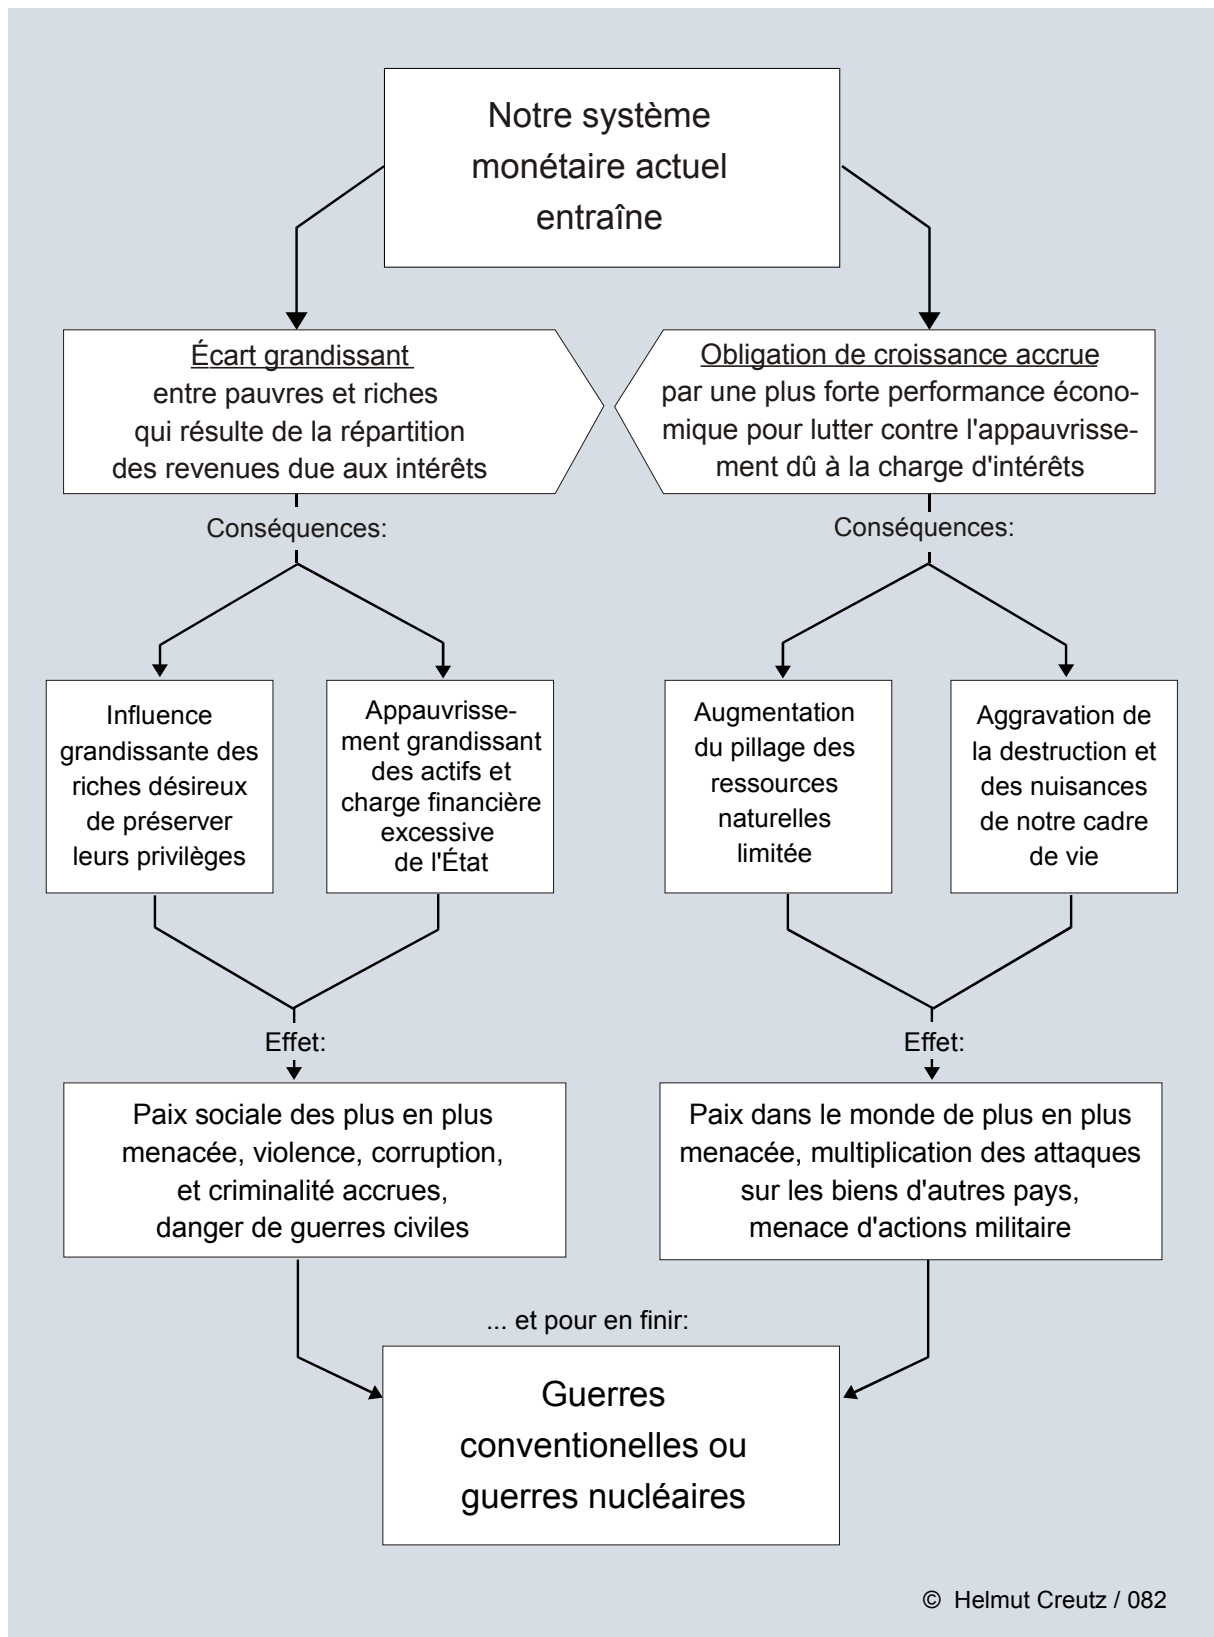 Notre système
monétaire actuel
entraîne
Écart grandissant
entre pauvres et riches
qui résulte de la répartition
des revenues due aux intérêts
Obligation de croissance accrue
par une plus forte performance écono-
mique pour lutter contre l'appauvrisse-
ment dû à la charge d'intérêts
Conséquences:
Conséquences:
Influence
grandissante des
riches désireux
de préserver
leurs privilèges
Appauvrisse-
ment grandissant
des actifs et
charge financière
excessive
de l'État
Augmentation
du pillage des
ressources
naturelles
limitée
Aggravation de
la destruction et
des nuisances
de notre cadre
de vie
Effet:
Effet:
Paix sociale des plus en plus
menacée, violence, corruption,
et criminalité accrues,
danger de guerres civiles
Paix dans le monde de plus en plus
menacée, multiplication des attaques
sur les biens d'autres pays,
menace d'actions militaire
... et pour en finir:
Guerres
conventionelles ou
guerres nucléaires
© Helmut Creutz / 082